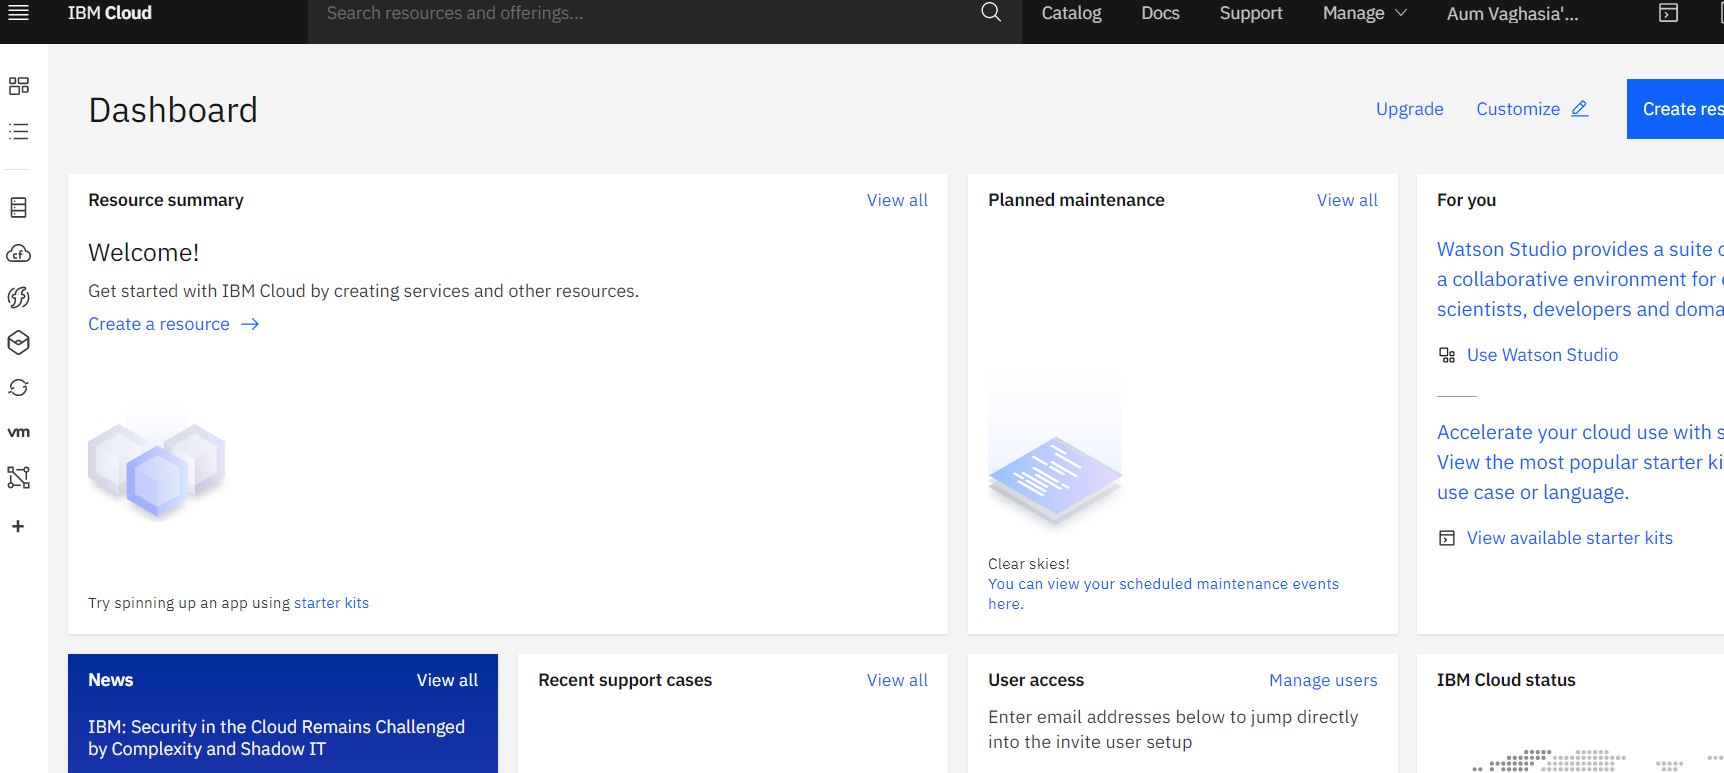 IBM Cloud
Search resources and offerings...
Catalog
Docs
Support
Manage
Aum Vaghasia'...
Dashboard
Upgrade
Customize
Create res
Resource summary
View all
Welcome!
Get started with IBM Cloud by creating services and other resources.
Create a resource
Try spinning up an app using starter kits
Planned maintenance
View all
Clear skies!
You can view your scheduled maintenance events
here.
For you
Watson Studio provides a suite
a collaborative environment for
scientists, developers and doma
Use Watson Studio
Accelerate your cloud use with s
View the most popular starter ki
use case or language.
View available starter kits
vm
News
View all
IBM: Security in the Cloud Remains Challenged
by Complexity and Shadow IT
Recent support cases
View all
User access
Manage users
Enter email addresses below to jump directly
into the invite user setup
IBM Cloud status